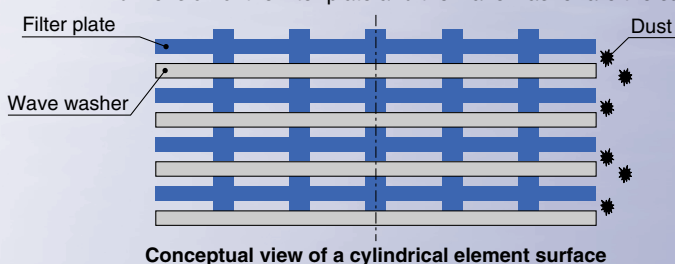 Filter plate
Dust
Wave washer
Conceptual view of a cylindrical element surface